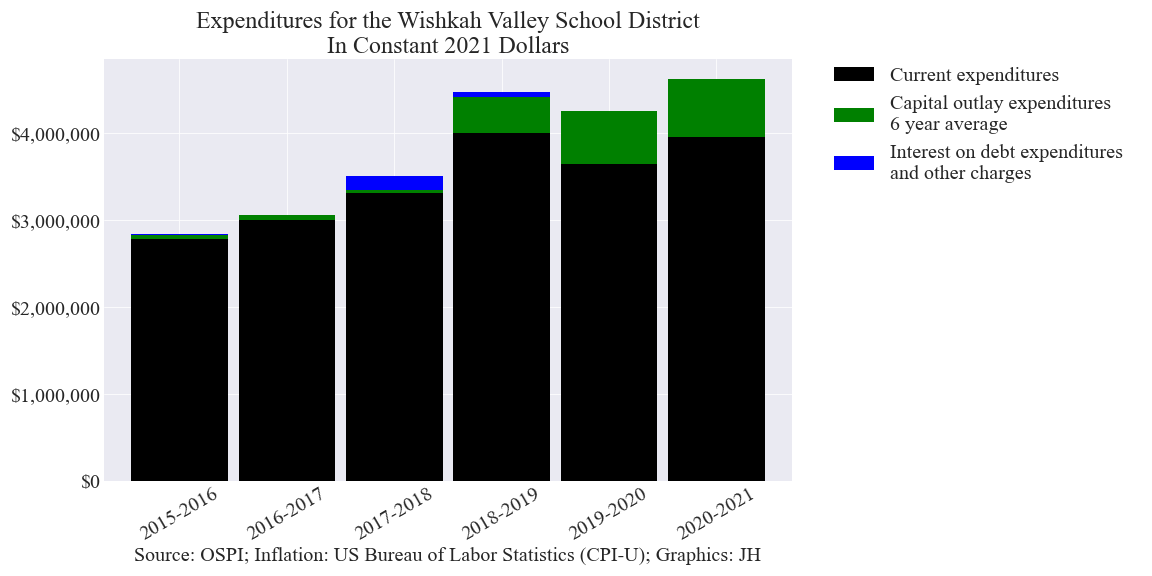 Expenditures for the Wishkah Valley School District
In Constant 2021 Dollars
Current expenditures
Capital outlay expenditures
6 year average
Interest on debt expenditures
and other charges
$4,000,000
$3,000,000
$2,000,000
$1,000,000
$0
2015-2016
2016-2017
2017-2018
2018-2019
2019-2020
2020-2021
Source: OSPI; Inflation: US Bureau of Labor Statistics (CPI-U); Graphics: JH